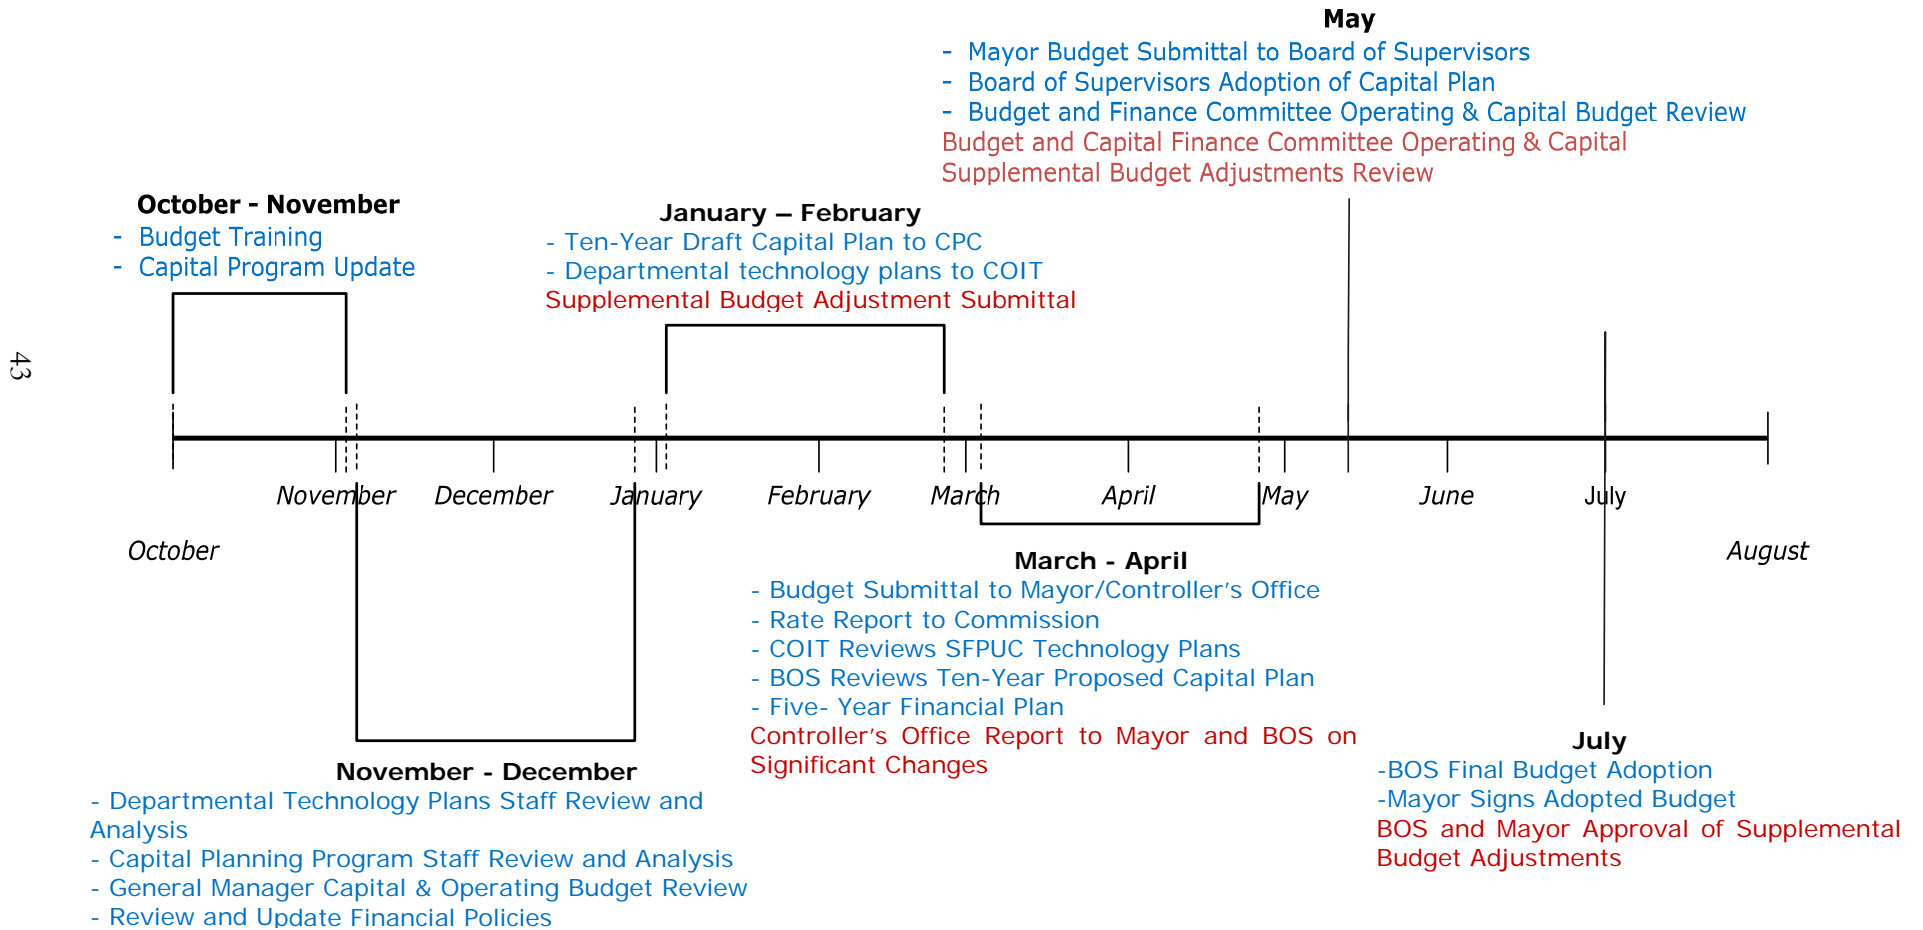 May
- Mayor Budget Submittal to Board of Supervisors
- Board of Supervisors Adoption of Capital Plan
- Budget and Finance Committee Operating & Capital Budget Review
Budget and Capital Finance Committee Operating & Capital
Supplemental Budget Adjustments Review
October - November
- Budget Training
- Capital Program Update
January – February
- Ten-Year Draft Capital Plan to CPC
- Departmental technology plans to COIT
Supplemental Budget Adjustment Submittal
43
November
December
January
February
March
April
May
June
July
October
August
March - April
- Budget Submittal to Mayor/Controller's Office
- Rate Report to Commission
- COIT Reviews SFPUC Technology Plans
- BOS Reviews Ten-Year Proposed Capital Plan
- Five- Year Financial Plan
Controller's Office Report to Mayor and BOS on
Significant Changes
November - December
- Departmental Technology Plans Staff Review and
Analysis
- Capital Planning Program Staff Review and Analysis
- General Manager Capital & Operating Budget Review
- Review and Update Financial Policies
July
-BOS Final Budget Adoption
-Mayor Signs Adopted Budget
BOS and Mayor Approval of Supplemental
Budget Adjustments